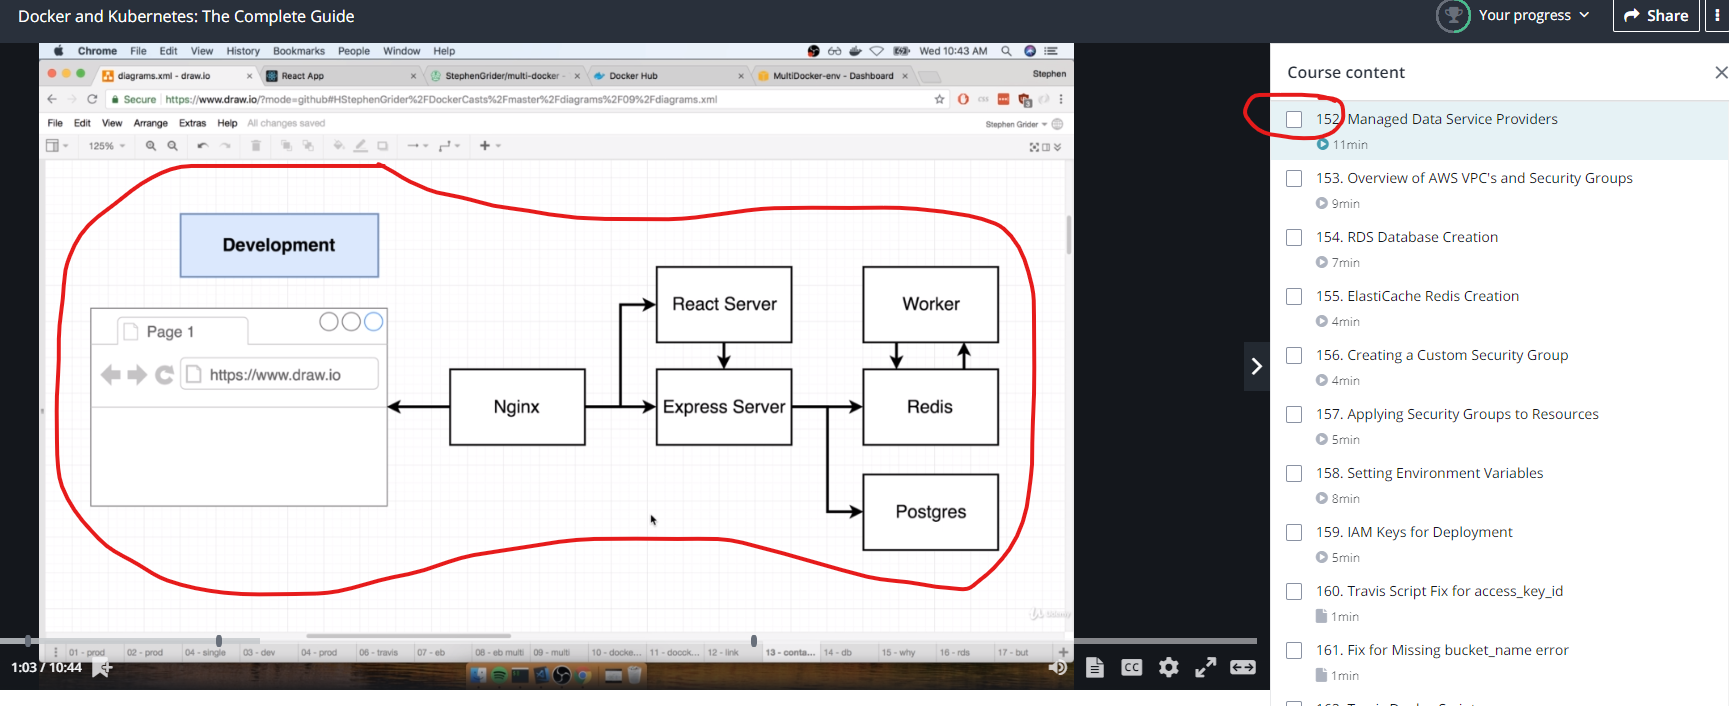 Docker and Kubernetes: The Complete Guide
Your progress
Share
Chrome File Edit View History Bookmarks People Window Help
Wed 10:43 AM
diagrams.xml - draw.io
React App
StephenGrider/multi-docker -
Docker Hub
MultiDocker-env - Dashboard
Stephen
Secure https://www.draw.io/?mode=github#HStephenGrider%2FDockerCasts%2Fmaster%2Fdiagrams%2F09%2Fdiagrams.xml
File Edit View Arrange Extras Help All changes saved
Stephen Grider
125%
Development
Page 1
https://www.draw.io
Nginx
React Server
Express Server
Worker
Redis
Postgres
01 - prod 02 - prod 04 - single 03 - dev 04 - prod 06 - travis 07 - eb 08 - eb multi 09 - multi 10 - docke... 11 - docck... 12 - link 13 - conta... 14 - db 15 - why 16 - rds 17 - but
1:03 / 10:44
CC
Course content
152. Managed Data Service Providers
11min
153. Overview of AWS VPC's and Security Groups
9min
154. RDS Database Creation
7min
155. ElastiCache Redis Creation
4min
156. Creating a Custom Security Group
4min
157. Applying Security Groups to Resources
5min
158. Setting Environment Variables
8min
159. IAM Keys for Deployment
5min
160. Travis Script Fix for access_key_id
1min
161. Fix for Missing bucket_name error
1min